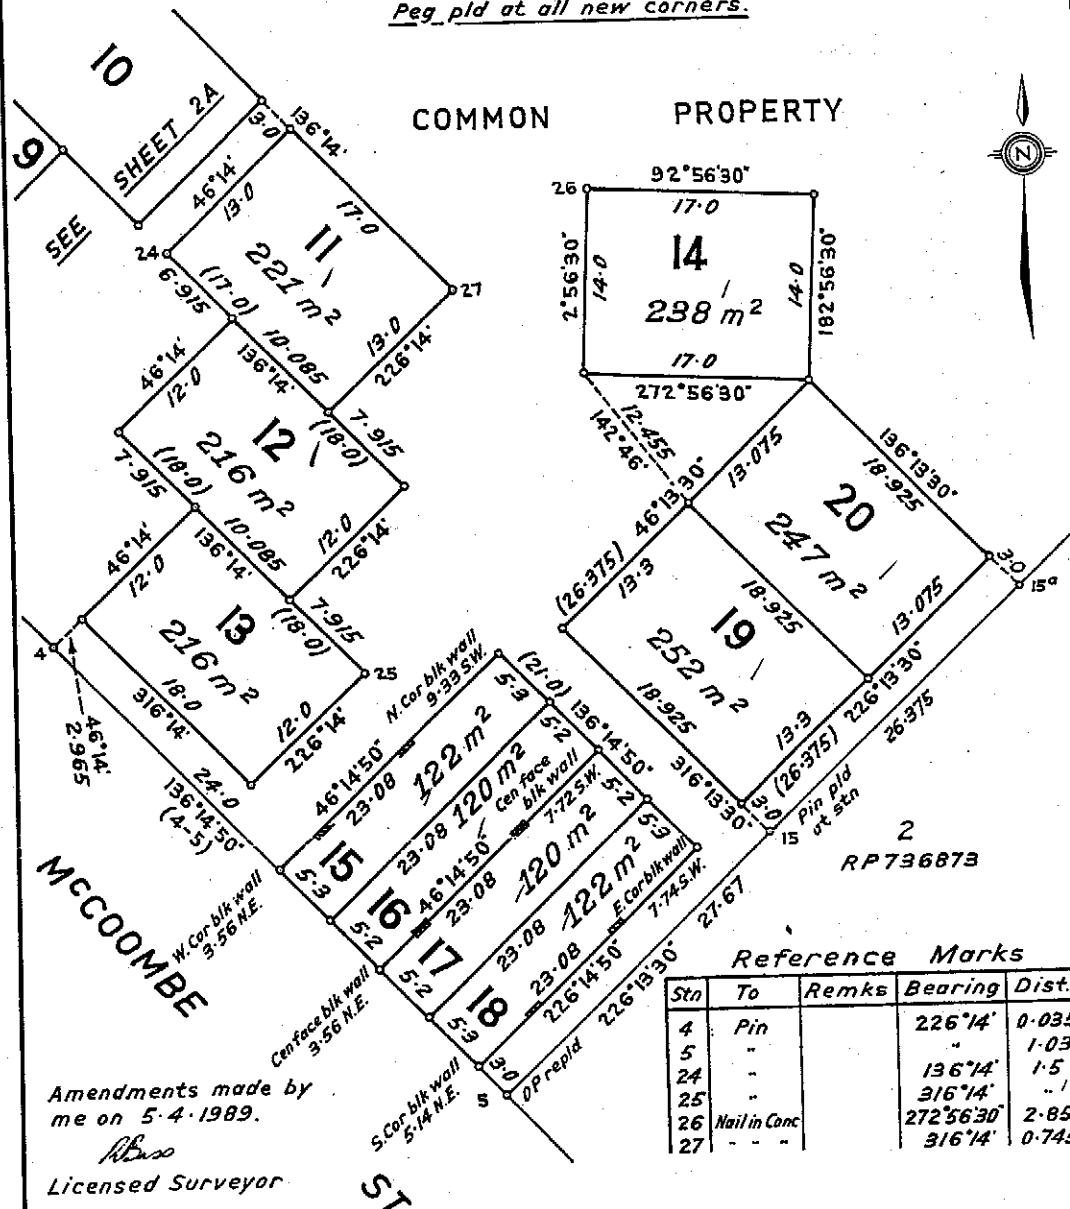 Peg pld at all new corners.
COMMON PROPERTY
N
10
9
SEE SHEET 2A
3·0
136°14'
46°14'
13·0
17·0
11
221 m²
24
27
6·915
(17·0)
10·085
136°14'
13·0
226°14'
46°14'
12·0
12
216 m²
(18·0)
7·915
7·915
(18·0)
12·0
226°14'
10·085
136°14'
46°14'
12·0
13
216 m²
(18·0)
7·915
25
12·0
226°14'
316°14'
18·0
4
46°14'
2·965
24·0
136°14'50"
(4-5)
26
92°56'30"
17·0
14
238 m²
2°56'30"
14·0
14·0
182°56'30"
17·0
272°56'30"
12·455
142°46'
46°13'30"
13·075
(26·375)
13·3
136°13'30"
18·925
20
247 m²
3·0
15ᵃ
13·075
18·925
19
252 m²
18·925
316°13'30"
13·3
226°13'30"
(26·375)
26·375
3·0
15
Pin pld
at stn
2
RP736873
N. Cor blk wall
9·33 S.W.
5·3
(21·0)
136°14'50"
5·2
5·2
5·3
46°14'50"
23·08
122 m²
15
23·08
120 m²
16
Cen face
blk wall
7·72 S.W.
46°14'50"
23·08
120 m²
17
23·08
122 m²
18
E. Cor blk wall
7·74 S.W.
23·08
226°14'50"
27·67
226°13'30"
5·3
5·2
5·2
5·3
3·0
5
OP repld
W. Cor blk wall
3·56 N.E.
Cen face blk wall
3·56 N.E.
S. Cor blk wall
5·14 N.E.
McCOOMBE
ST
Reference Marks
Stn To Remks Bearing Dist.
4 Pin 226°14' 0·035
5 " " 1·03
24 " 136°14' 1·5
25 " 316°14' "
26 Nail in Conc 272°56'30" 2·85
27 " " " 316°14' 0·745
Amendments made by
me on 5·4·1989.
Licensed Surveyor